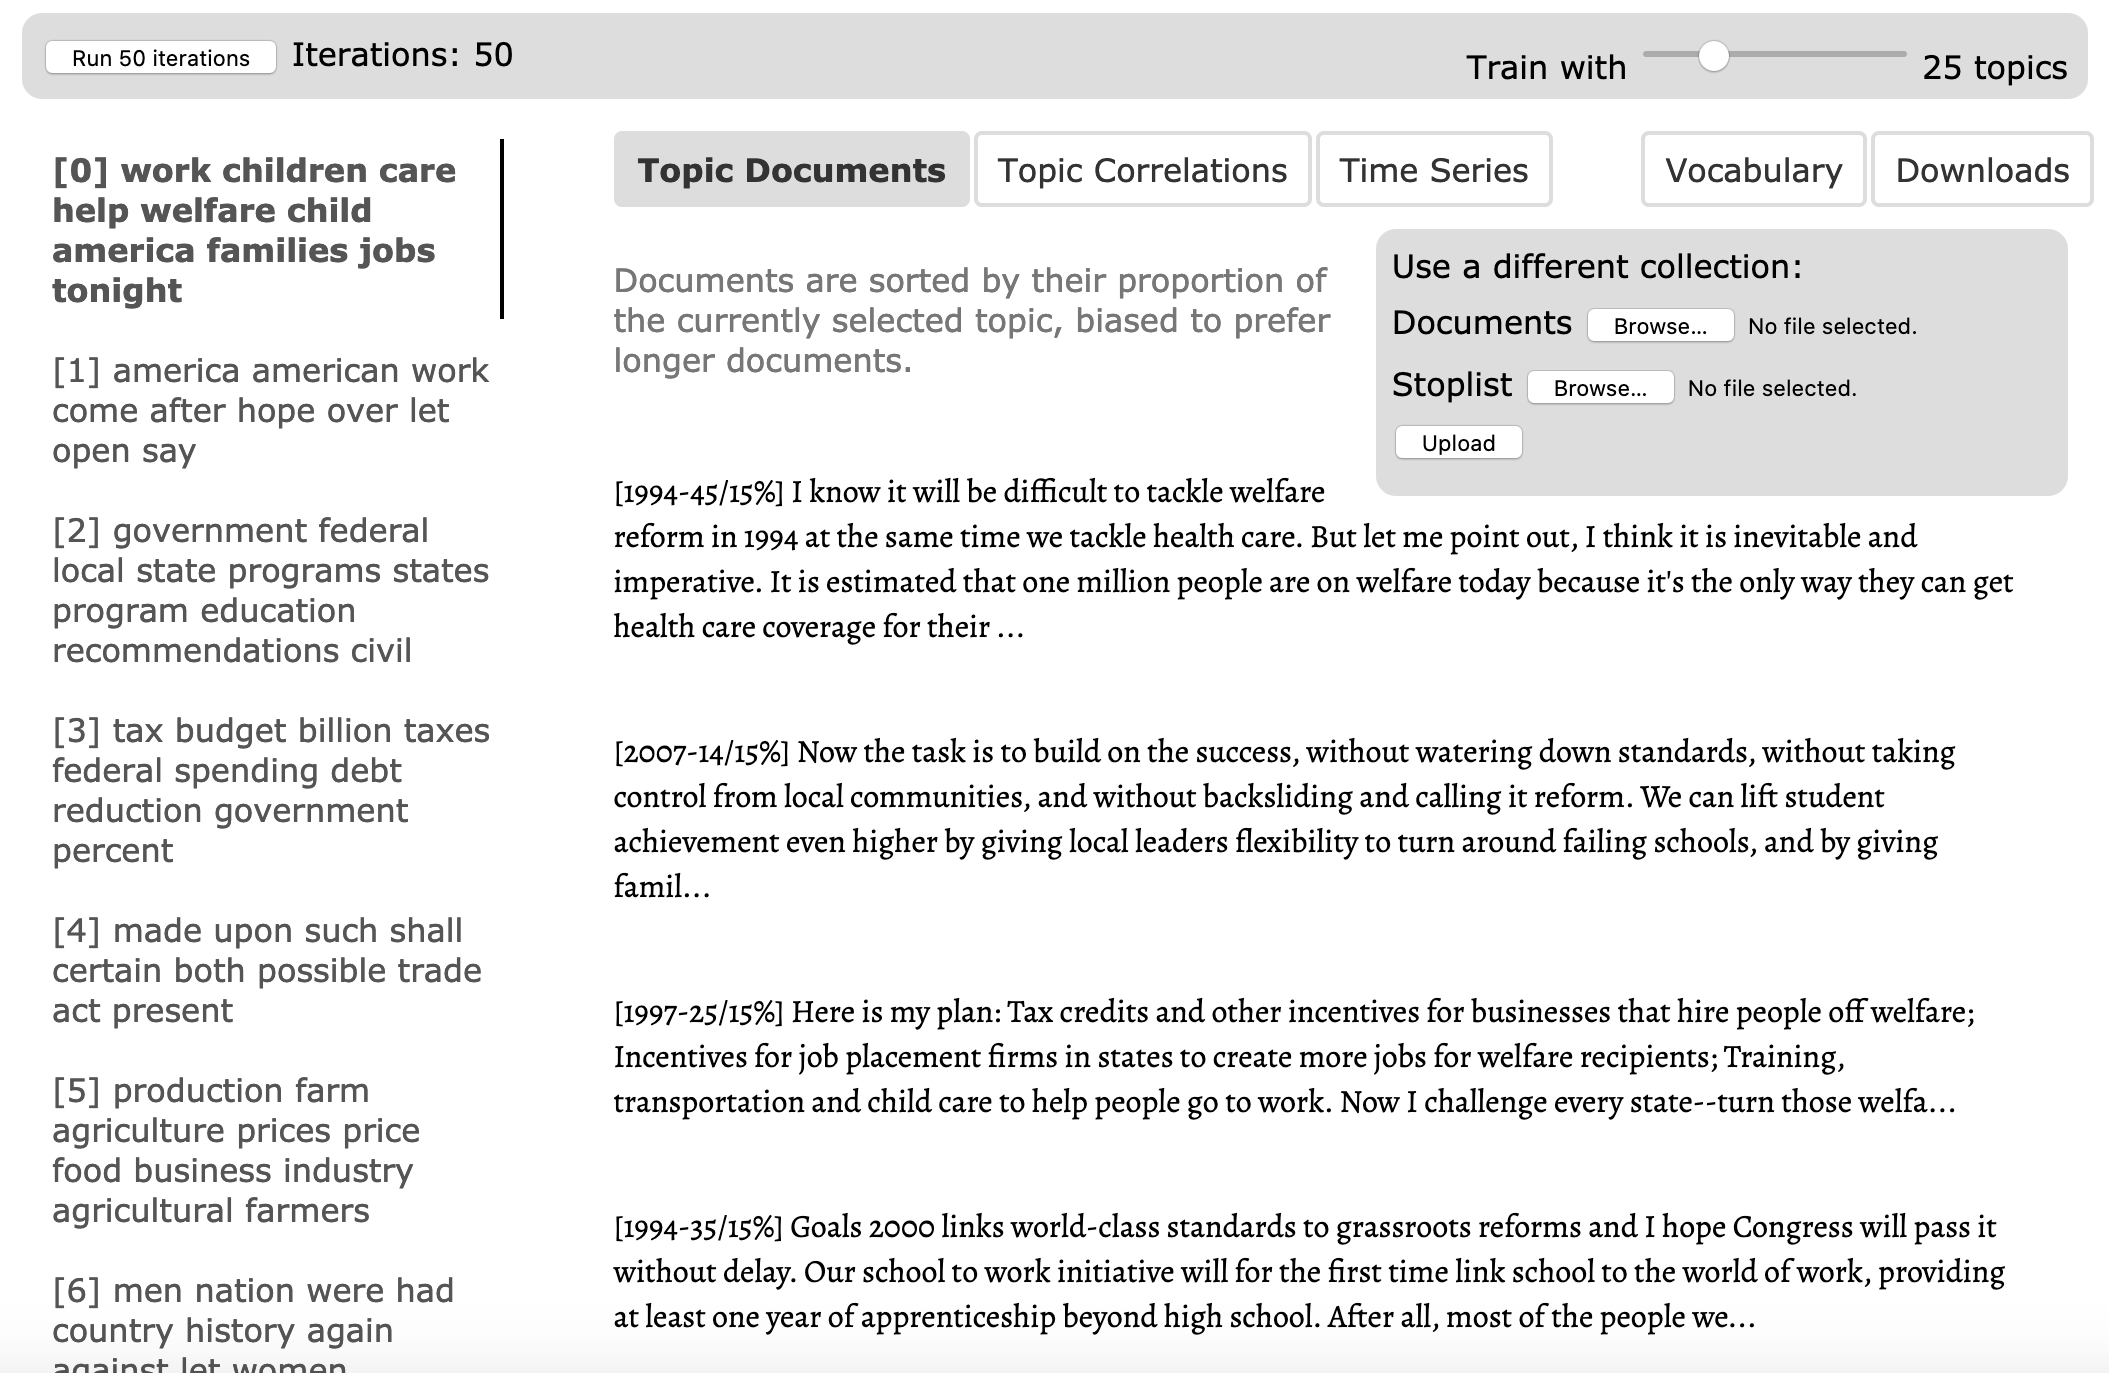 Run 50 iterations Iterations: 50
Train with 25 topics
[0] work children care
help welfare child
america families jobs
tonight
[1] america american work
come after hope over let
open say
[2] government federal
local state programs states
program education
recommendations civil
[3] tax budget billion taxes
federal spending debt
reduction government
percent
[4] made upon such shall
certain both possible trade
act present
[5] production farm
agriculture prices price
food business industry
agricultural farmers
[6] men nation were had
country history again
against let women
Topic Documents Topic Correlations Time Series Vocabulary Downloads
Use a different collection:
Documents Browse... No file selected.
Stoplist Browse... No file selected.
Upload
Documents are sorted by their proportion of
the currently selected topic, biased to prefer
longer documents.
[1994-45/15%] I know it will be difficult to tackle welfare
reform in 1994 at the same time we tackle health care. But let me point out, I think it is inevitable and
imperative. It is estimated that one million people are on welfare today because it's the only way they can get
health care coverage for their ...
[2007-14/15%] Now the task is to build on the success, without watering down standards, without taking
control from local communities, and without backsliding and calling it reform. We can lift student
achievement even higher by giving local leaders flexibility to turn around failing schools, and by giving
famil...
[1997-25/15%] Here is my plan: Tax credits and other incentives for businesses that hire people off welfare;
Incentives for job placement firms in states to create more jobs for welfare recipients; Training,
transportation and child care to help people go to work. Now I challenge every state--turn those welfa...
[1994-35/15%] Goals 2000 links world-class standards to grassroots reforms and I hope Congress will pass it
without delay. Our school to work initiative will for the first time link school to the world of work, providing
at least one year of apprenticeship beyond high school. After all, most of the people we...